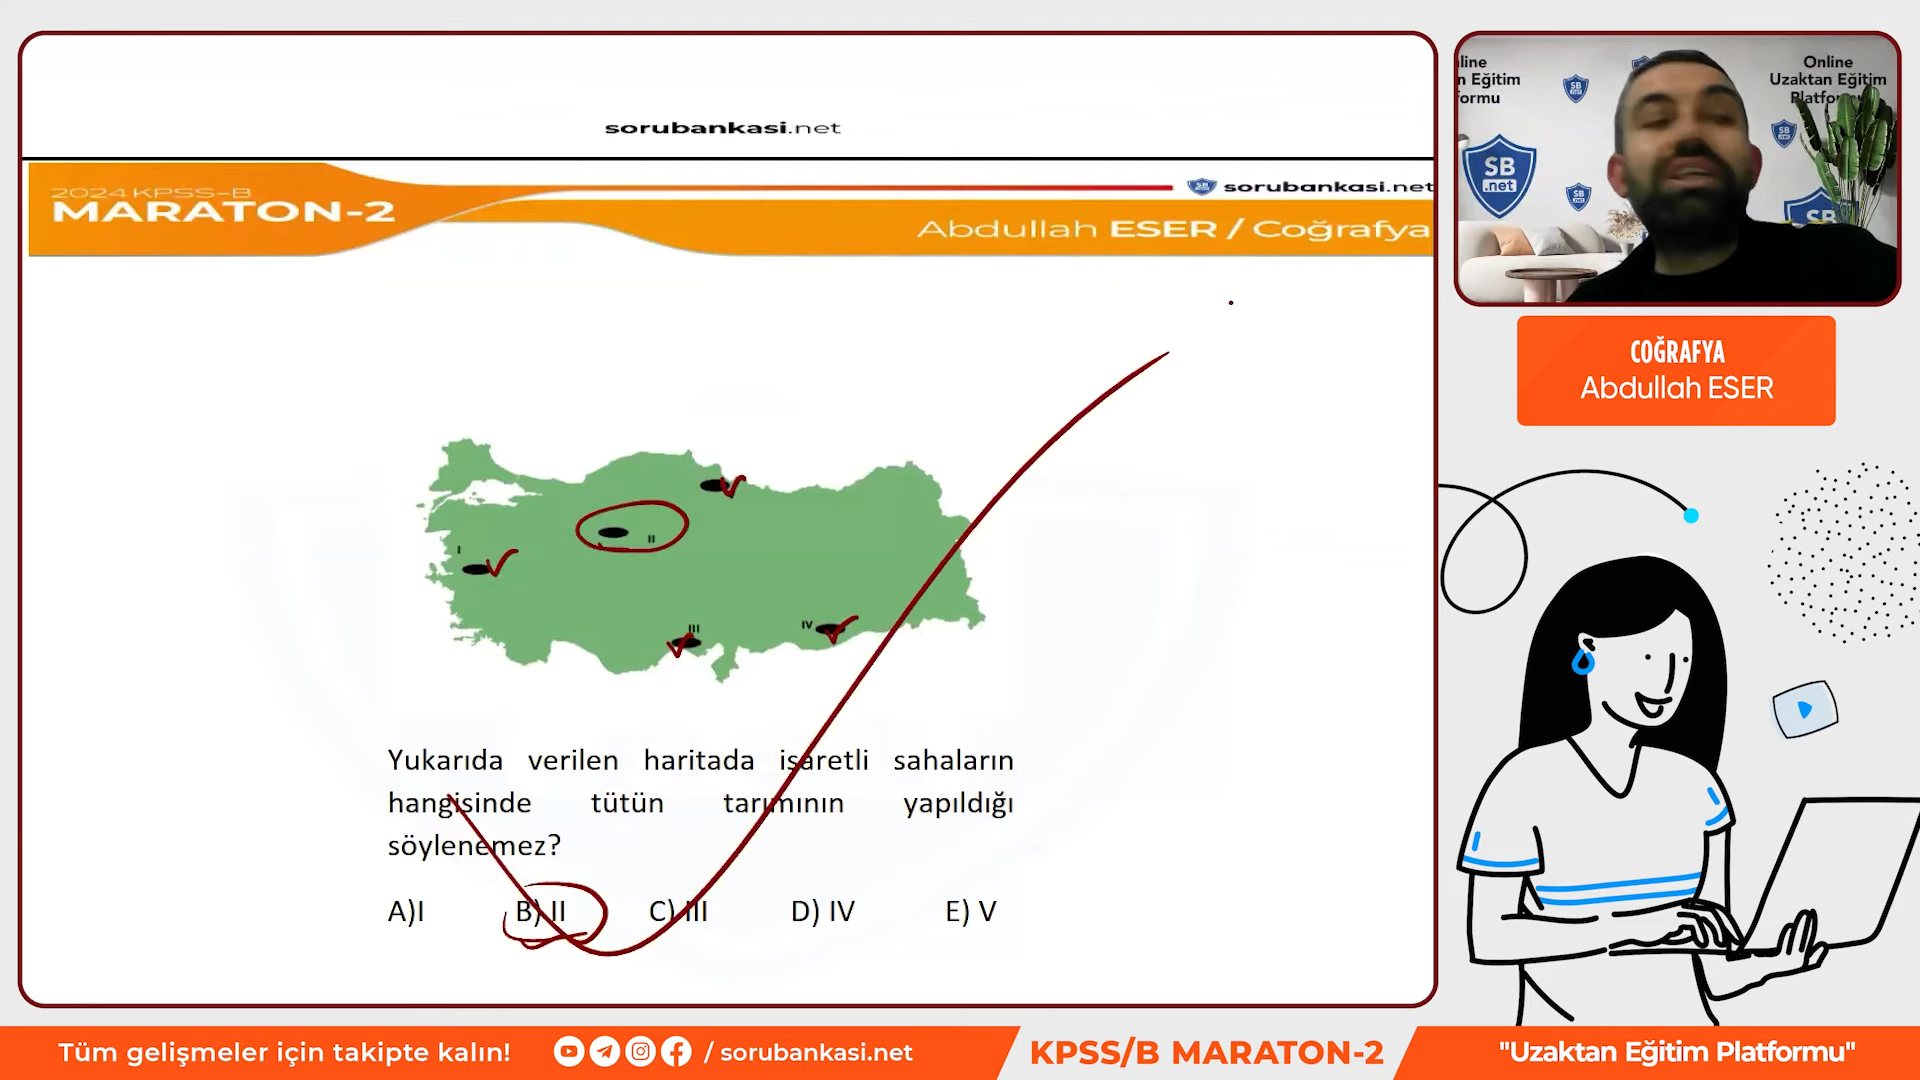 sorubankasi.net
2024 KPSS-B
MARATON-2
sorubankasi.net
Abdullah ESER / Coğrafya
I
II
III
IV
Yukarıda verilen haritada işaretli sahaların
hangisinde tütün tarımının yapıldığı
söylenemez?
A)I B) II C) III D) IV E) V
Online
Uzaktan Eğitim
SB
.net
COĞRAFYA
Abdullah ESER
Tüm gelişmeler için takipte kalın!
/ sorubankasi.net
KPSS/B MARATON-2
"Uzaktan Eğitim Platformu"